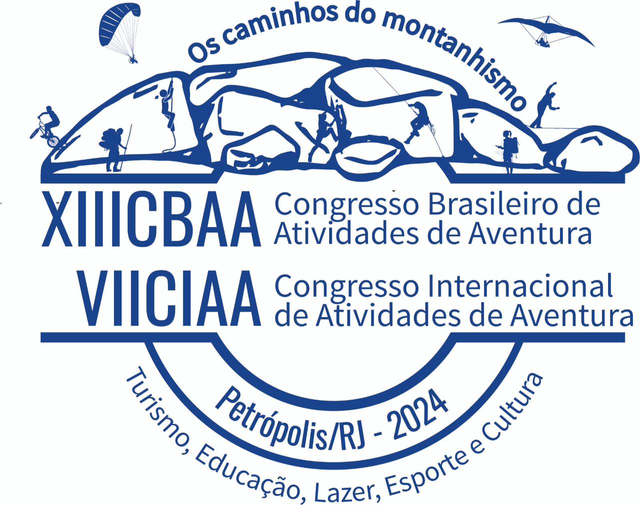 Os caminhos do montanhismo
XIIICBAA
Congresso Brasileiro de
Atividades de Aventura
VIICIAA
Congresso Internacional
de Atividades de Aventura
Petrópolis/RJ - 2024
Turismo, Educação, Lazer, Esporte e Cultura